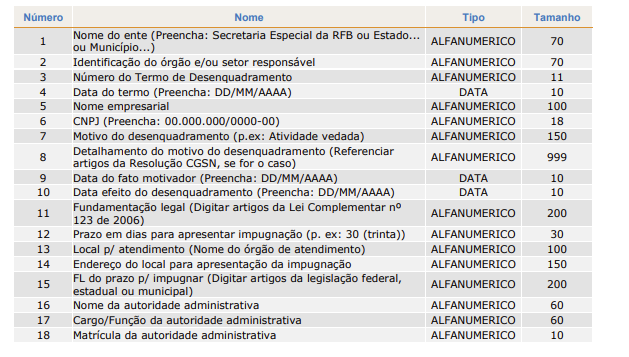 Número Nome Tipo Tamanho
1 Nome do ente (Preencha: Secretaria Especial da RFB ou Estado... ou Município...) ALFANUMERICO 70
2 Identificação do órgão e/ou setor responsável ALFANUMERICO 70
3 Número do Termo de Desenquadramento ALFANUMERICO 11
4 Data do termo (Preencha: DD/MM/AAAA) DATA 10
5 Nome empresarial ALFANUMERICO 100
6 CNPJ (Preencha: 00.000.000/0000-00) ALFANUMERICO 18
7 Motivo do desenquadramento (p.ex: Atividade vedada) ALFANUMERICO 150
8 Detalhamento do motivo do desenquadramento (Referenciar artigos da Resolução CGSN, se for o caso) ALFANUMERICO 999
9 Data do fato motivador (Preencha: DD/MM/AAAA) DATA 10
10 Data efeito do desenquadramento (Preencha: DD/MM/AAAA) DATA 10
11 Fundamentação legal (Digitar artigos da Lei Complementar nº 123 de 2006) ALFANUMERICO 200
12 Prazo em dias para apresentar impugnação (p. ex: 30 (trinta)) ALFANUMERICO 30
13 Local p/ atendimento (Nome do órgão de atendimento) ALFANUMERICO 100
14 Endereço do local para apresentação da impugnação ALFANUMERICO 150
15 FL do prazo p/ impugnar (Digitar artigos da legislação federal, estadual ou municipal) ALFANUMERICO 200
16 Nome da autoridade administrativa ALFANUMERICO 60
17 Cargo/Função da autoridade administrativa ALFANUMERICO 60
18 Matrícula da autoridade administrativa ALFANUMERICO 10